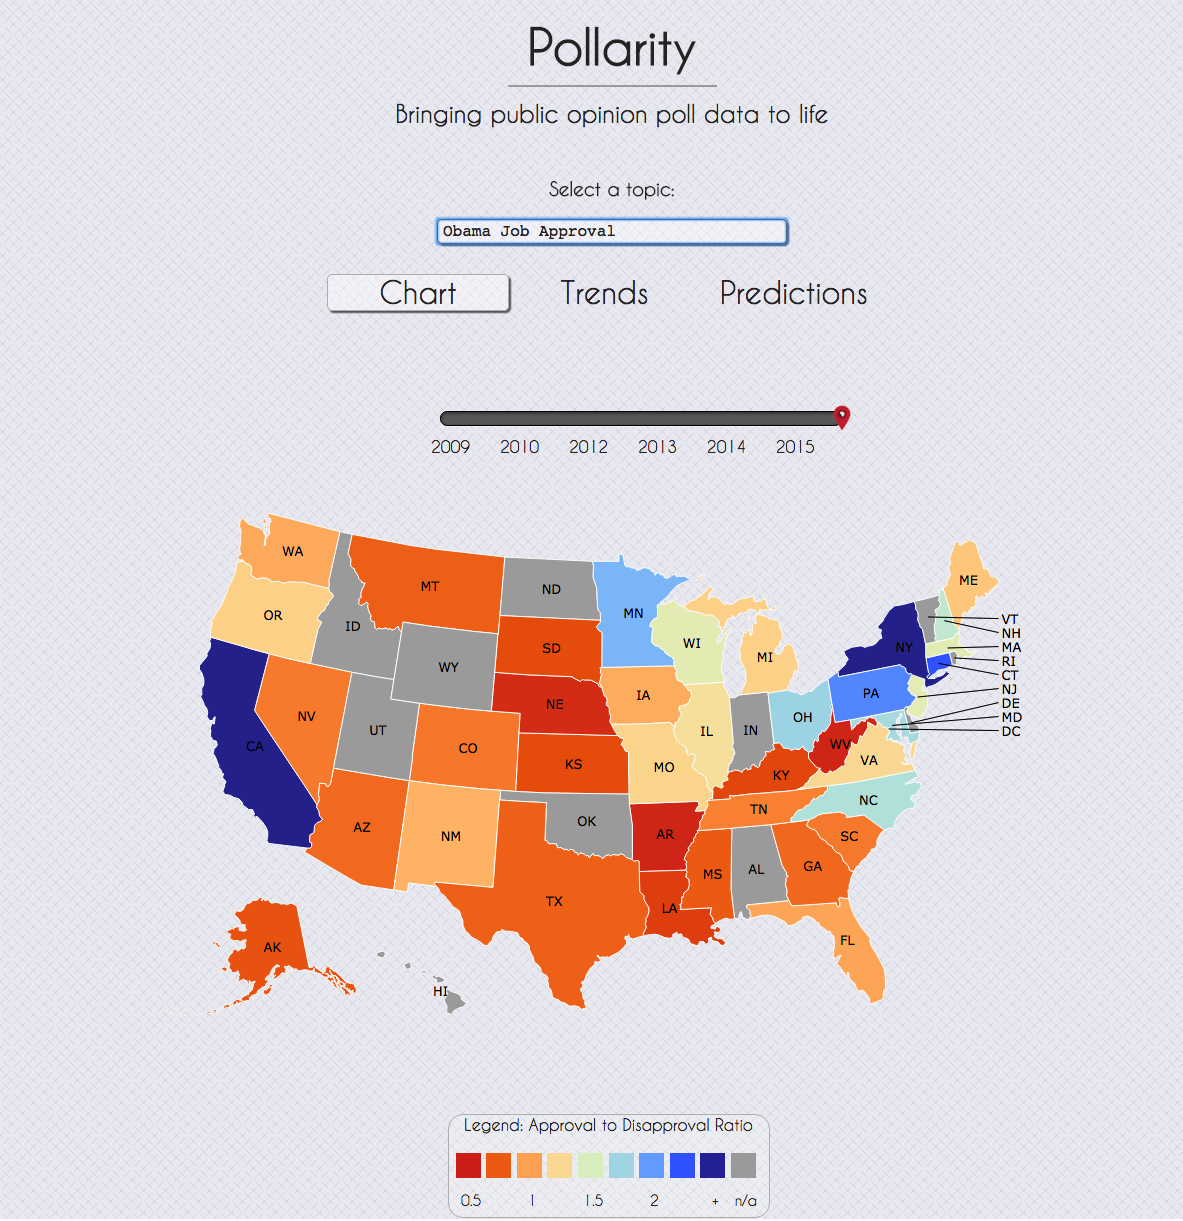 Pollarity
Bringing public opinion poll data to life
Select a topic:
Obama Job Approval
Chart Trends Predictions
2009 2010 2012 2013 2014 2015
WA
MT
ND
ME
OR
MN
VT
ID
NH
SD
WI
MA
NY
WY
MI
RI
CT
PA
NJ
IA
NE
DE
NV
OH
MD
UT
IL
IN
DC
CA
CO
WV
VA
KS
MO
KY
NC
TN
OK
AZ
NM
AR
SC
MS
AL
GA
TX
LA
FL
AK
HI
Legend: Approval to Disapproval Ratio
0.5 1 1.5 2 + n/a